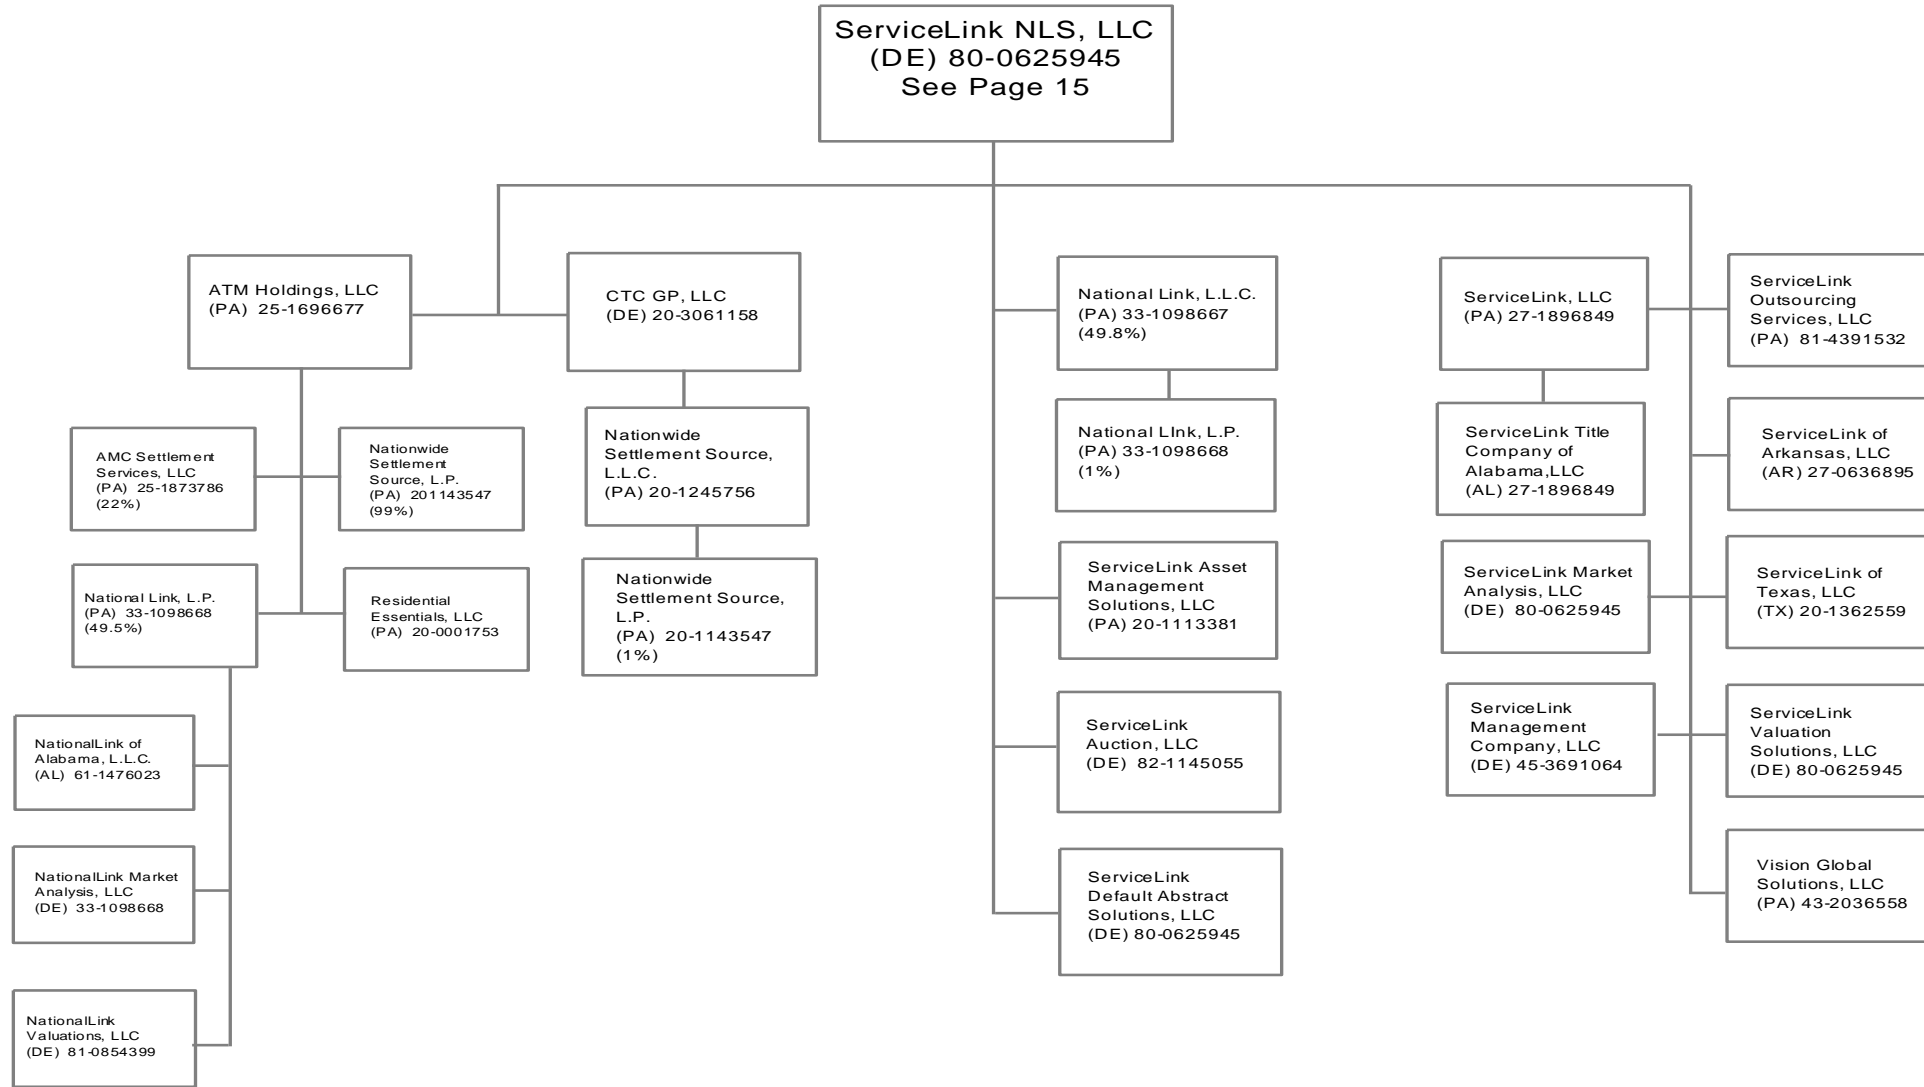 ServiceLink NLS, LLC
(DE) 80-0625945
See Page 15
ATM Holdings, LLC
(PA) 25-1696677
CTC GP, LLC
(DE) 20-3061158
National Link, L.L.C.
(PA) 33-1098667
(49.8%)
ServiceLink, LLC
(PA) 27-1896849
ServiceLink
Outsourcing
Services, LLC
(PA) 81-4391532
AMC Settlement
Services, LLC
(PA) 25-1873786
(22%)
Nationwide
Settlement
Source, L.P.
(PA) 201143547
(99%)
Nationwide
Settlement Source,
L.L.C.
(PA) 20-1245756
National LInk, L.P.
(PA) 33-1098668
(1%)
ServiceLink Title
Company of
Alabama,LLC
(AL) 27-1896849
ServiceLink of
Arkansas, LLC
(AR) 27-0636895
National Link, L.P.
(PA) 33-1098668
(49.5%)
Residential
Essentials, LLC
(PA) 20-0001753
Nationwide
Settlement Source,
L.P.
(PA) 20-1143547
(1%)
ServiceLink Asset
Management
Solutions, LLC
(PA) 20-1113381
ServiceLink Market
Analysis, LLC
(DE) 80-0625945
ServiceLink of
Texas, LLC
(TX) 20-1362559
NationalLink of
Alabama, L.L.C.
(AL) 61-1476023
ServiceLink
Auction, LLC
(DE) 82-1145055
ServiceLink
Management
Company, LLC
(DE) 45-3691064
ServiceLink
Valuation
Solutions, LLC
(DE) 80-0625945
NationalLink Market
Analysis, LLC
(DE) 33-1098668
ServiceLink
Default Abstract
Solutions, LLC
(DE) 80-0625945
Vision Global
Solutions, LLC
(PA) 43-2036558
NationalLink
Valuations, LLC
(DE) 81-0854399